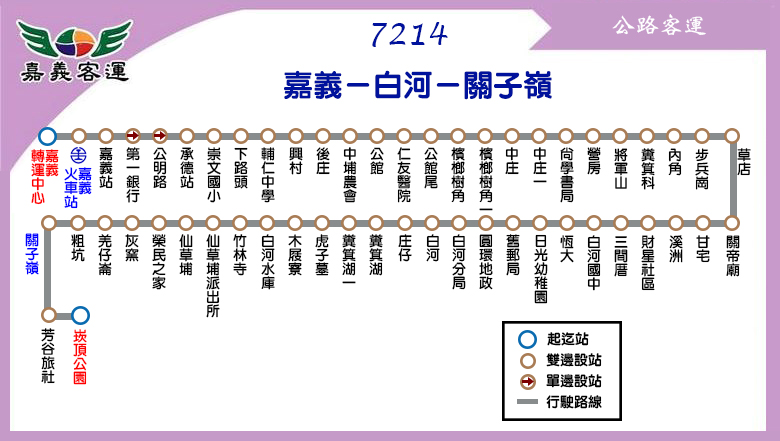 嘉義客運
7214
公路客運
嘉義－白河－關子嶺
嘉義轉運中心
嘉義火車站
嘉義站
第一銀行
公明路
承德站
崇文國小
下路頭
輔仁中學
興村
後庄
中埔農會
公館
仁友醫院
公館尾
檳榔樹角
檳榔樹角一
中庄
中庄一
尚學書局
營房
將軍山
糞箕科
內角
步兵崗
草店
關帝廟
甘宅
溪洲
財星社區
三間厝
白河國中
恆大
日光幼稚園
舊郵局
圓環地政
白河分局
白河
庄仔
糞箕湖
糞箕湖一
虎子墓
木屐寮
白河水庫
竹林寺
仙草埔派出所
仙草埔
榮民之家
灰窯
羌仔崙
粗坑
關子嶺
芳谷旅社
崁頂公園
起迄站
雙邊設站
單邊設站
行駛路線